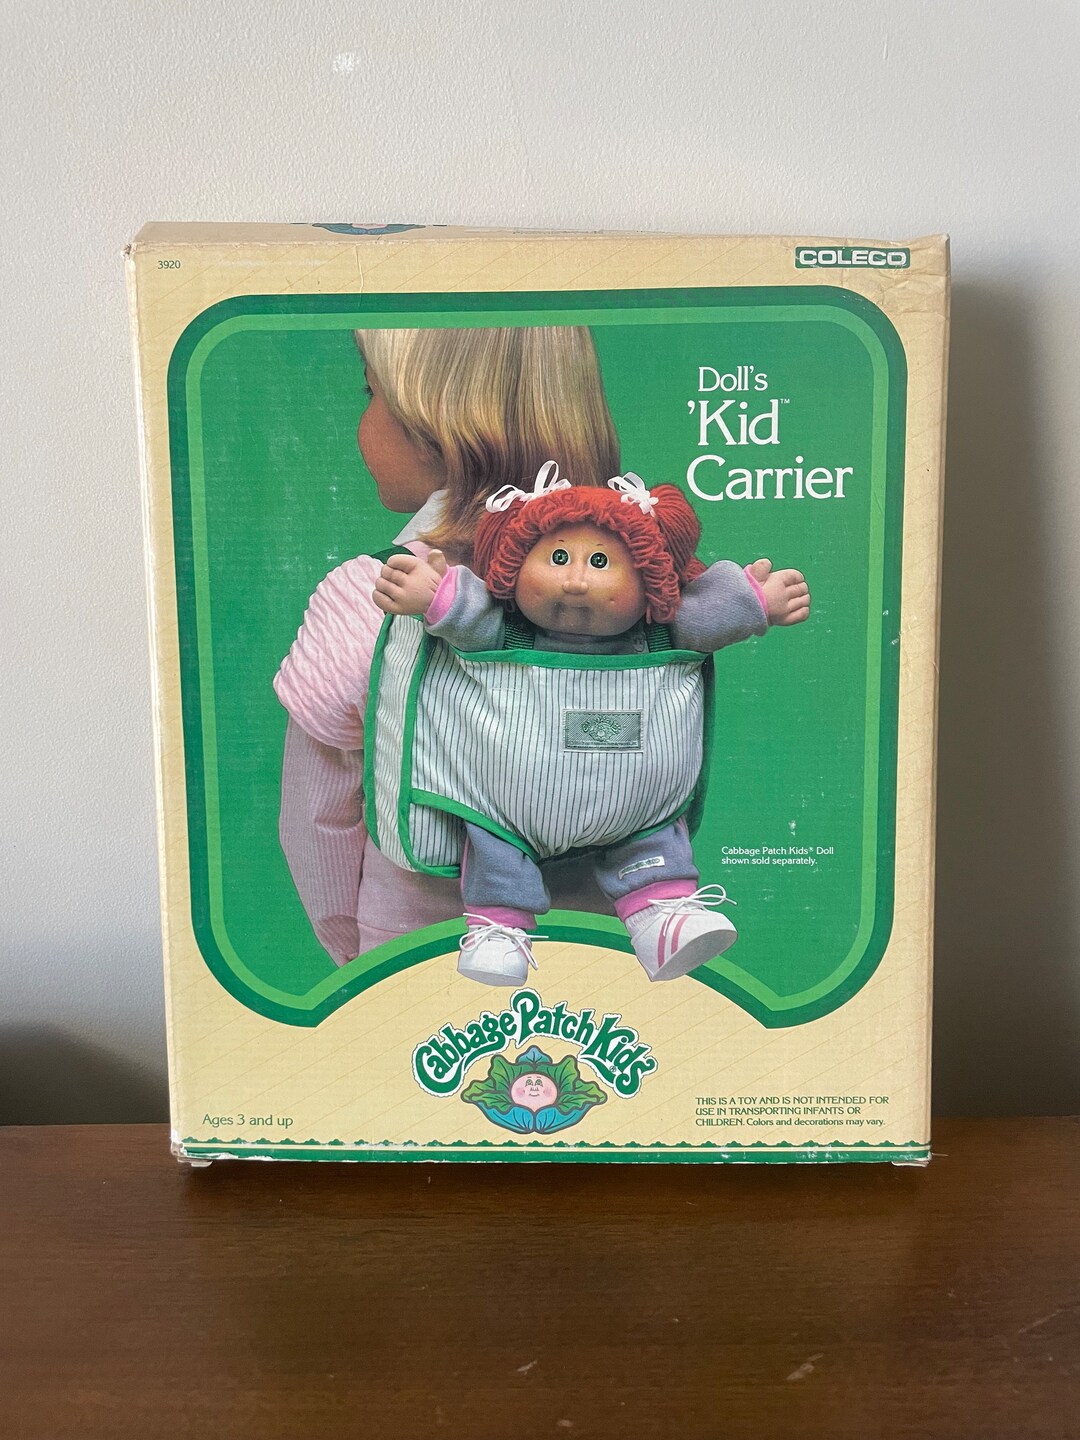 3920
COLECO
Doll's
'Kid™
Carrier
Cabbage Patch Kids® Doll
shown sold separately.
Cabbage Patch Kids®
Ages 3 and up
THIS IS A TOY AND IS NOT INTENDED FOR
USE IN TRANSPORTING INFANTS OR
CHILDREN. Colors and decorations may vary.